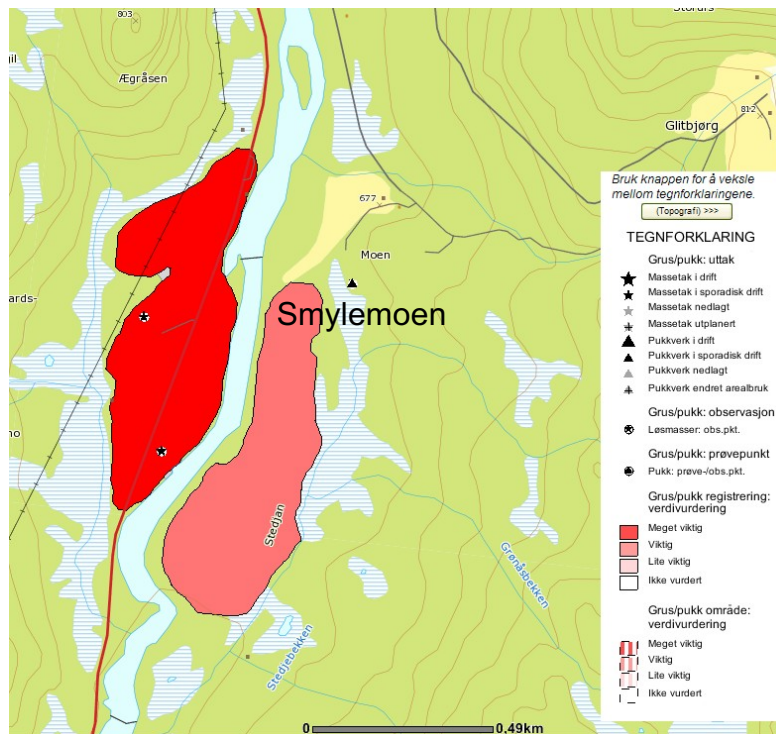 803
Ægråsen
812
Glitbjørg
677
Moen
Smylemoen
ards-
Stedjan
Grønåsbekken
Stedjebekken
0
0,49km
Bruk knappen for å veksle
mellom tegnforklaringene.
(Topografi) >>>
TEGNFORKLARING
Grus/pukk: uttak
Massetak i drift
Massetak i sporadisk drift
Massetak nedlagt
Massetak utplanert
Pukkverk i drift
Pukkverk i sporadisk drift
Pukkverk nedlagt
Pukkverk endret arealbruk
Grus/pukk: observasjon
Løsmasser: obs.pkt.
Grus/pukk: prøvepunkt
Pukk: prøve-/obs.pkt.
Grus/pukk registrering:
verdivurdering
Meget viktig
Viktig
Lite viktig
Ikke vurdert
Grus/pukk område:
verdivurdering
Meget viktig
Viktig
Lite viktig
Ikke vurdert